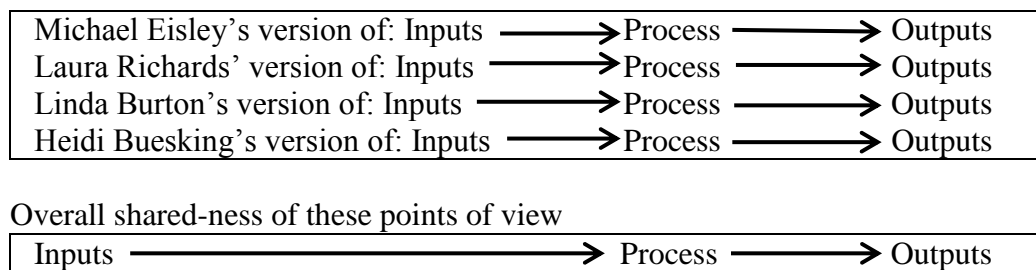 Michael Eisley’s version of: Inputs Process Outputs
Laura Richards’ version of: Inputs Process Outputs
Linda Burton’s version of: Inputs Process Outputs
Heidi Buesking’s version of: Inputs Process Outputs
Overall shared-ness of these points of view
Inputs Process Outputs